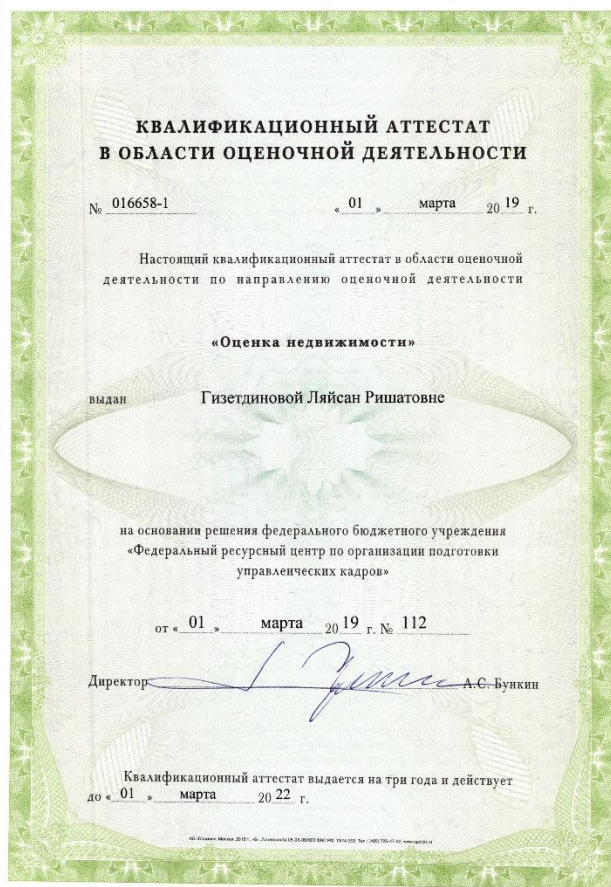 КВАЛИФИКАЦИОННЫЙ АТТЕСТАТ
В ОБЛАСТИ ОЦЕНОЧНОЙ ДЕЯТЕЛЬНОСТИ
№ 016658-1 « 01 » марта 20 19 г.
Настоящий квалификационный аттестат в области оценочной
деятельности по направлению оценочной деятельности
«Оценка недвижимости»
выдан Гизетдиновой Ляйсан Ришатовне
на основании решения федерального бюджетного учреждения
«Федеральный ресурсный центр по организации подготовки
управленческих кадров»
от « 01 » марта 20 19 г. № 112
Директор А.С. Бункин
Квалификационный аттестат выдается на три года и действует
до « 01 » марта 20 22 г.